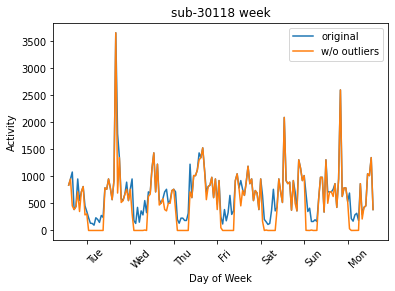 sub-30118 week
original
w/o outliers
Activity
3500
3000
2500
2000
1500
1000
500
0
Tue
Wed
Thu
Fri
Sat
Sun
Mon
Day of Week